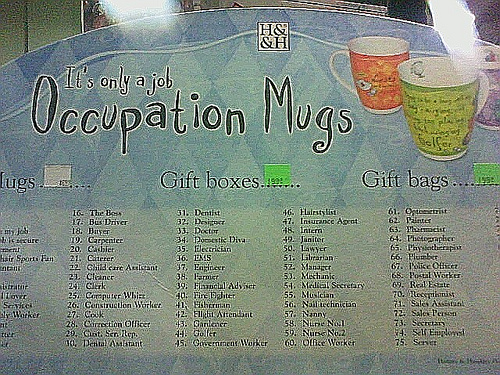 H&
&H
It's only a job
Occupation Mugs
Golfer
Mugs
Gift boxes
Gift bags
my job
is secure
arm chair Sports Fan
I Lover
Services
Worker
16. The Boss
17. Bus Driver
18. Buyer
19. Carpenter
20. Cashier
21. Caterer
22. Child care Assistant
23. Cleaner
24. Clerk
25. Computer Whizz
26. Construction Worker
27. Cook
28. Correction Officer
29. Cust. Ser. Rep.
30. Dental Assistant
31. Dentist
32. Designer
33. Doctor
34. Domestic Diva
35. Electrician
36. EMS
37. Engineer
38. Farmer
39. Financial Adviser
40. Fire Fighter
41. Fisherman
42. Flight Attendant
43. Gardener
44. Golfer
45. Government Worker
46. Hairstylist
47. Insurance Agent
48. Intern
49. Janitor
50. Lawyer
51. Librarian
52. Manager
53. Mechanic
54. Medical Secretary
55. Musician
56. Nail technician
57. Nanny
58. Nurse No.1
59. Nurse No.2
60. Office Worker
61. Optometrist
62. Painter
63. Pharmacist
64. Photographer
65. Physiotherapist
66. Plumber
67. Police Officer
68. Postal Worker
69. Real Estate
70. Receptionist
71. Sales Assistant
72. Sales Person
73. Secretary
74. Self Employed
75. Server